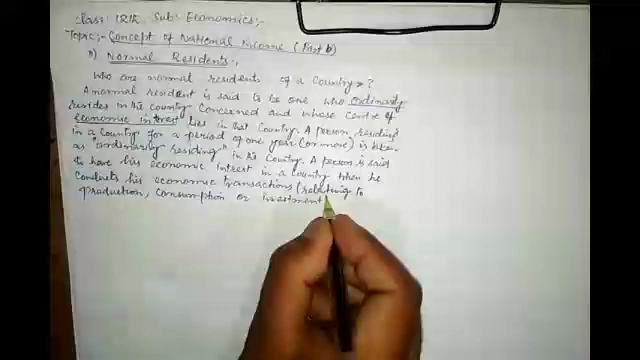 Class: XII Sub: Economics:-
Topic:- Concept of National Income (Part b)
Normal Residents:-
Who are normal residents of a country?
A normal resident is said to be one who ordinarily
resides in the country concerned and whose centre of
economic interest lies in that country. A person residing
in a country for a period of one year (or more) is taken
as "ordinary residing" in the country. A person is said
to have his economic interest in a country when he
conducts his economic transactions (relating to
production, consumption or investment)